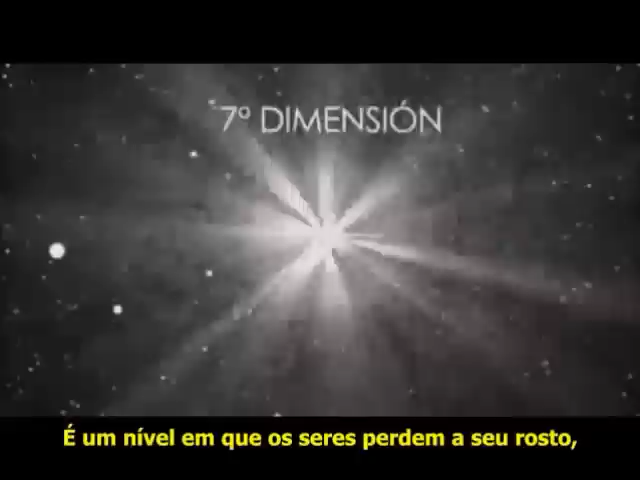 7º DIMENSIÓN
É um nível em que os seres perdem a seu rosto,